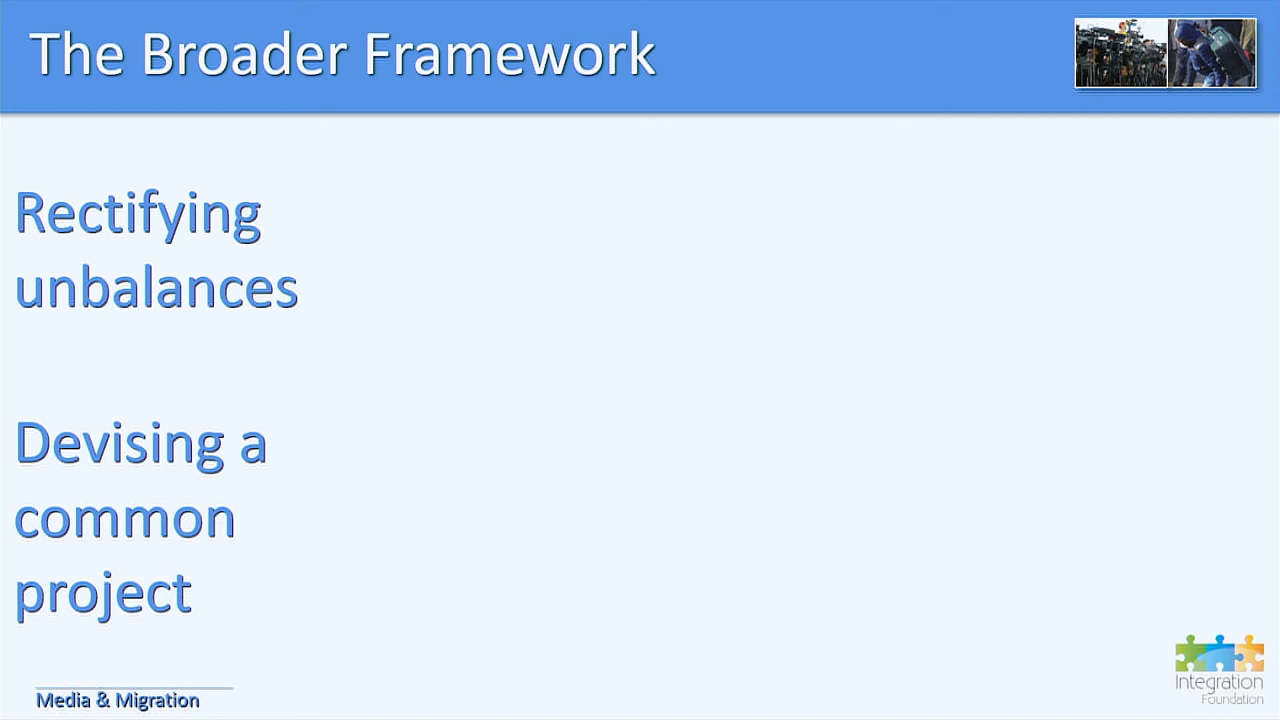 The Broader Framework
Rectifying
unbalances
Devising a
common
project
Media & Migration
Integration
Foundation